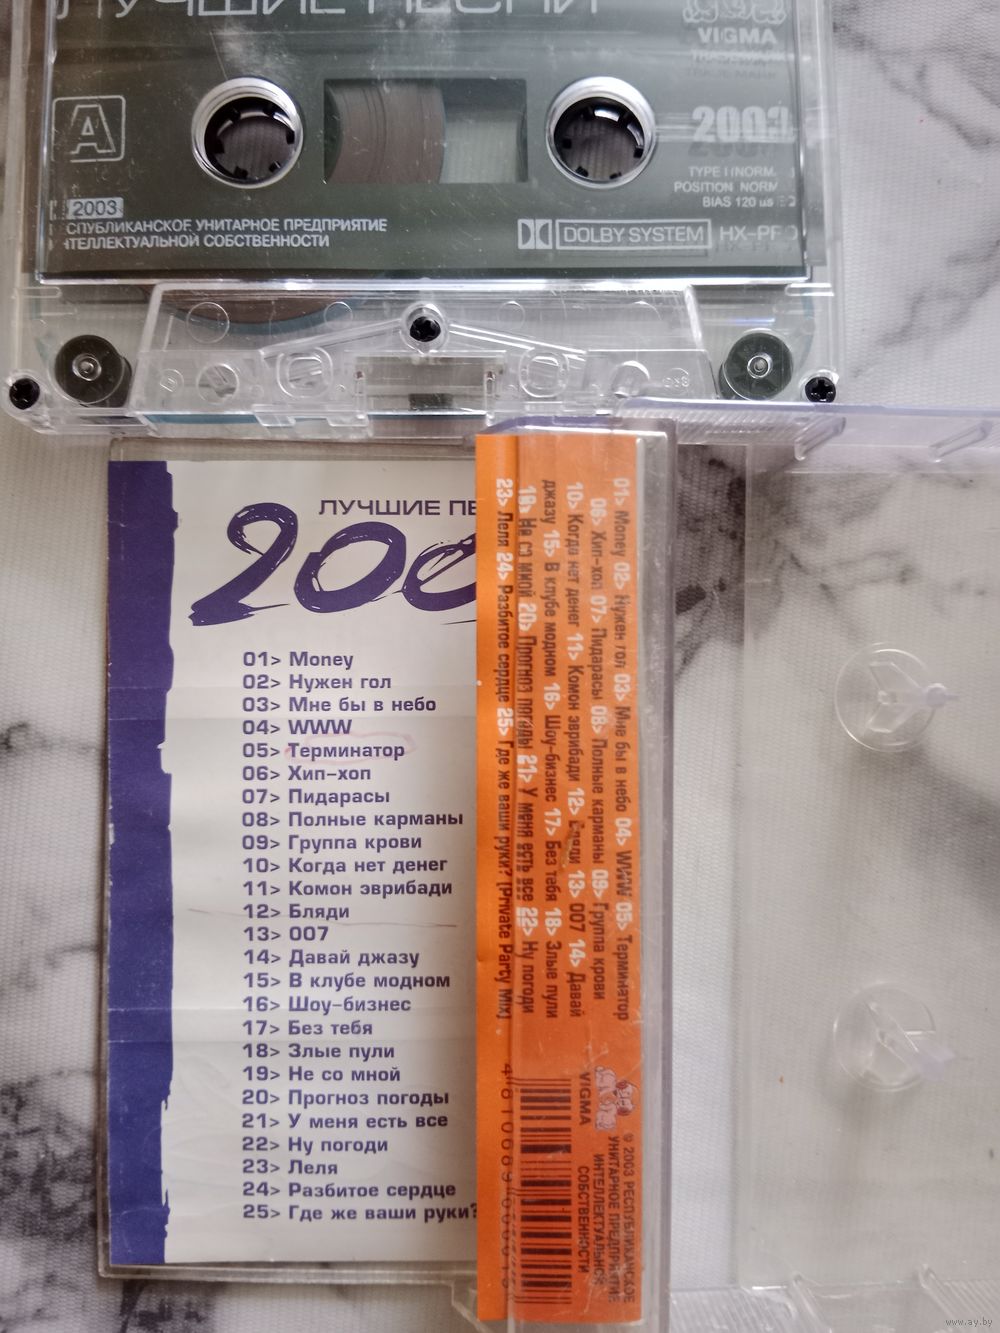 ЛУЧШИЕ ПЕСНИ
VIGMA
TRADE MARK
A
2003
TYPE I (NORM
POSITION NORM
BIAS 120 us
2003
СПУБЛИКАНСКОЕ УНИТАРНОЕ ПРЕДПРИЯТИЕ
НТЕЛЛЕКТУАЛЬНОЙ СОБСТВЕННОСТИ
DOLBY SYSTEM HX-PRO
ЛУЧШИЕ ПЕ
200
01> Money
02> Нужен гол
03> Мне бы в небо
04> WWW
05> Терминатор
06> Хип-хоп
07> Пидарасы
08> Полные карманы
09> Группа крови
10> Когда нет денег
11> Комон эврибади
12> Бляди
13> 007
14> Давай джазу
15> В клубе модном
16> Шоу-бизнес
17> Без тебя
18> Злые пули
19> Не со мной
20> Прогноз погоды
21> У меня есть все
22> Ну погоди
23> Леля
24> Разбитое сердце
25> Где же ваши руки?
01> Money 02> Нужен гол 03> Мне бы в небо 04> WWW 05> Терминатор
06> Хип-хоп 07> Пидарасы 08> Полные карманы 09> Группа крови
10> Когда нет денег 11> Комон эврибади 12> Бляди 13> 007 14> Давай
джазу 15> В клубе модном 16> Шоу-бизнес 17> Без тебя 18> Злые пули
19> Не со мной 20> Прогноз погоды 21> У меня есть все 22> Ну погоди
23> Леля 24> Разбитое сердце 25> Где же ваши руки? (Private Party Mix)
VIGMA
© 2003 РЕСПУБЛИКАНСКОЕ
УНИТАРНОЕ ПРЕДПРИЯТИЕ
ИНТЕЛЛЕКТУАЛЬНОЙ
СОБСТВЕННОСТИ
www.ay.by